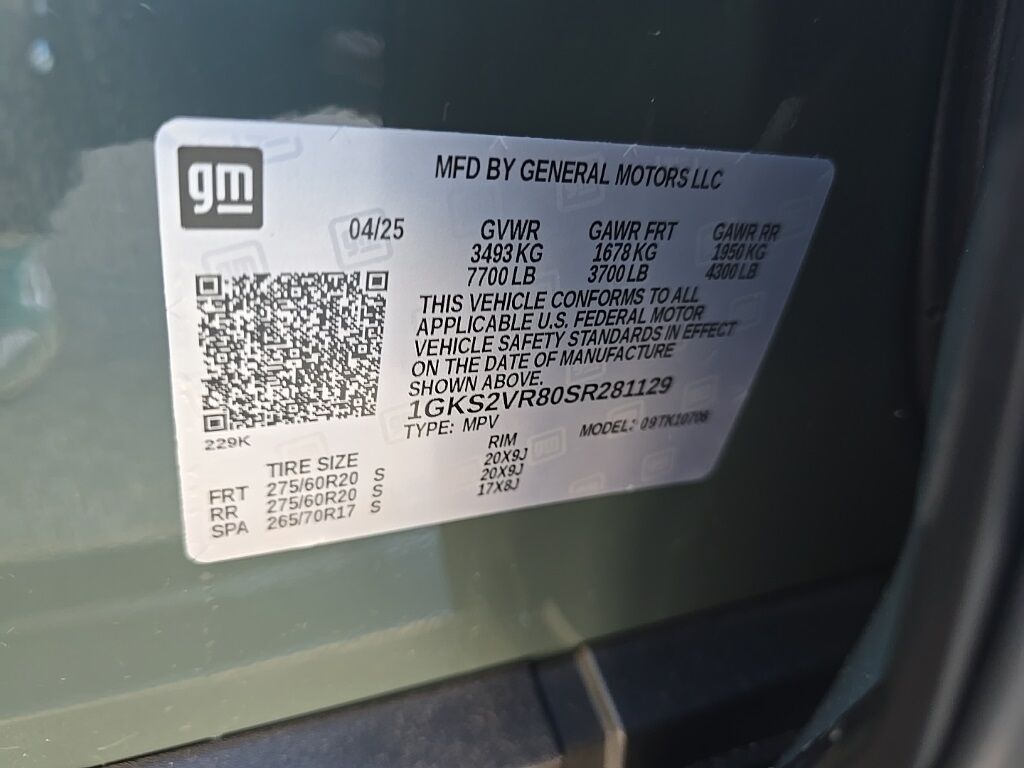 gm
MFD BY GENERAL MOTORS LLC
04/25 GVWR GAWR FRT GAWR RR
3493 KG 1678 KG 1950 KG
7700 LB 3700 LB 4300 LB
THIS VEHICLE CONFORMS TO ALL
APPLICABLE U.S. FEDERAL MOTOR
VEHICLE SAFETY STANDARDS IN EFFECT
ON THE DATE OF MANUFACTURE
SHOWN ABOVE.
1GKS2VR80SR281129
229K TYPE: MPV MODEL: 09TK10706
TIRE SIZE RIM
FRT 275/60R20 S 20X9J
RR 275/60R20 S 20X9J
SPA 265/70R17 S 17X8J